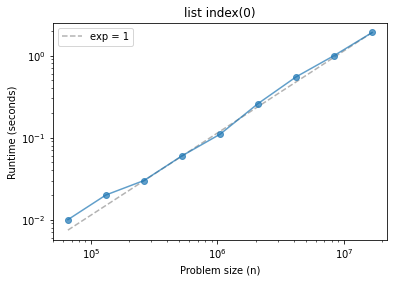 list index(0)
exp = 1
Runtime (seconds)
10⁰
10⁻¹
10⁻²
10⁵
10⁶
10⁷
Problem size (n)